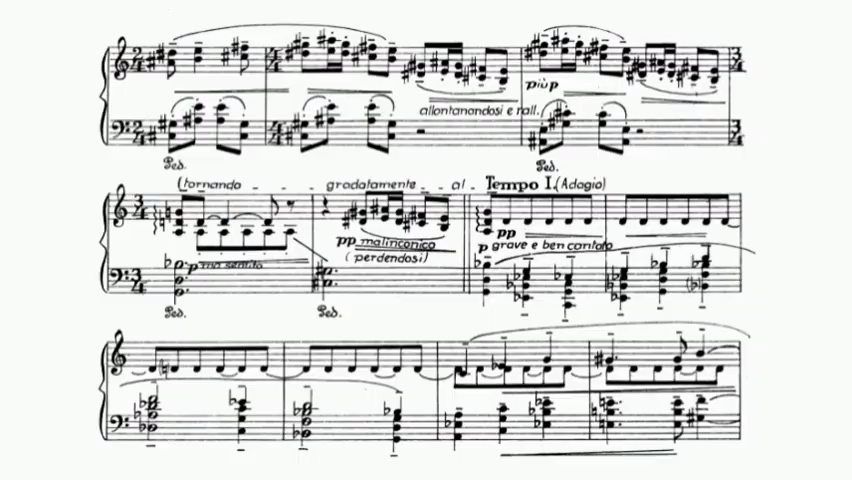 più p
allontanandosi e rall.
Ped. Ped.
(tornando gradatamente al Tempo I. (Adagio)
pp malinconico pp
p ma sentito (perdendosi) p grave e ben cantato
Ped. Ped.